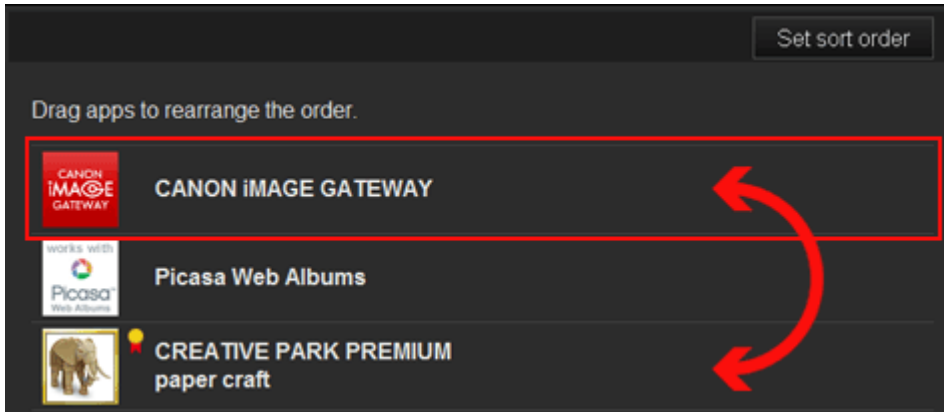 Set sort order
Drag apps to rearrange the order.
CANON
iMAGE
GATEWAY
CANON iMAGE GATEWAY
works with
Picasa™
Web Albums
Picasa Web Albums
CREATIVE PARK PREMIUM
paper craft